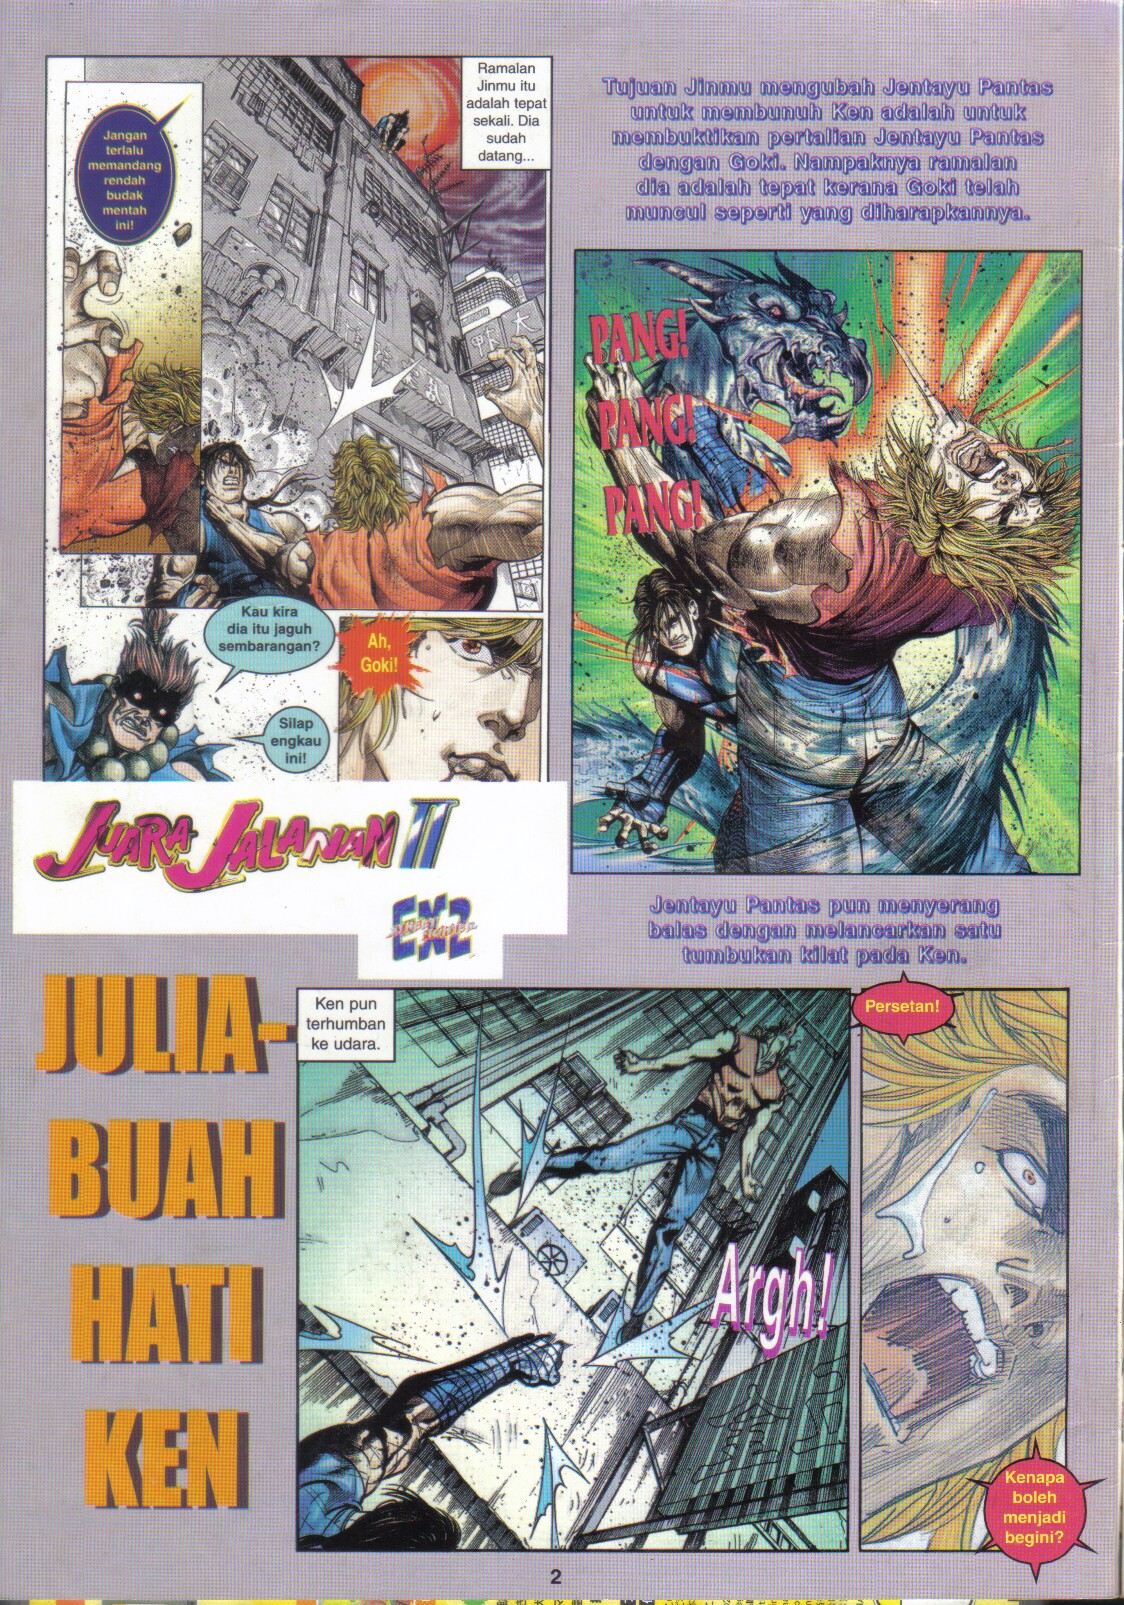 Ramalan
Jinmu itu
adalah tepat
sekali. Dia
sudah
datang...
Jangan
terlalu
memandang
rendah
budak
mentah
ini!
Kau kira
dia itu jaguh
sembarangan?
Ah,
Goki!
Silap
engkau
ini!
Tujuan Jinmu mengubah Jentayu Pantas
untuk membunuh Ken adalah untuk
membuktikan pertalian Jentayu Pantas
dengan Goki. Nampaknya ramalan
dia adalah tepat kerana Goki telah
muncul seperti yang diharapkannya.
PANG!
PANG!
PANG!
JUARA JALANAN II
EX2
JULIA-
BUAH
HATI
KEN
Jentayu Pantas pun menyerang
balas dengan melancarkan satu
tumbukan kilat pada Ken.
Ken pun
terhumban
ke udara.
Argh!
Persetan!
Kenapa
boleh
menjadi
begini?
2